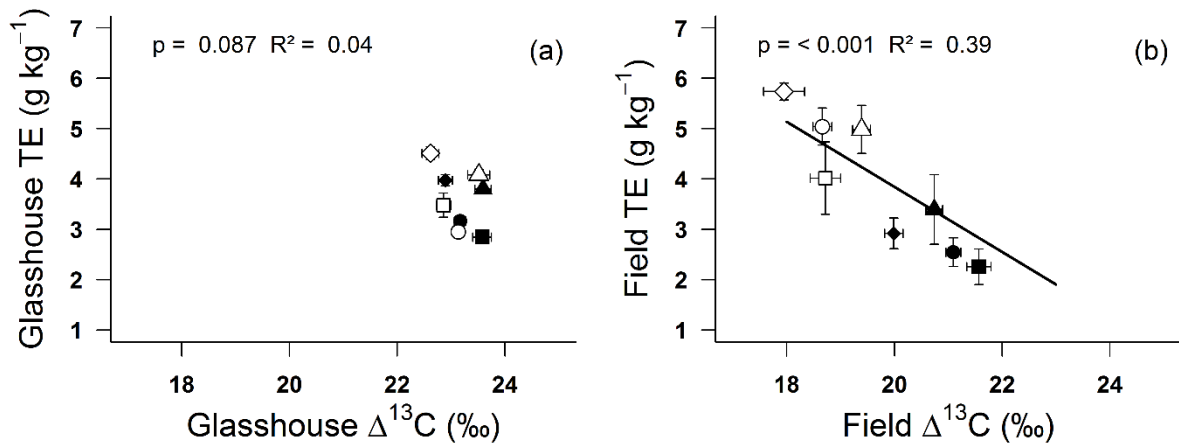 p = 0.087 R² = 0.04
(a)
Glasshouse TE (g kg⁻¹)
7
6
5
4
3
2
1
18 20 22 24
Glasshouse Δ¹³C (‰)
p = < 0.001 R² = 0.39
(b)
Field TE (g kg⁻¹)
7
6
5
4
3
2
1
18 20 22 24
Field Δ¹³C (‰)